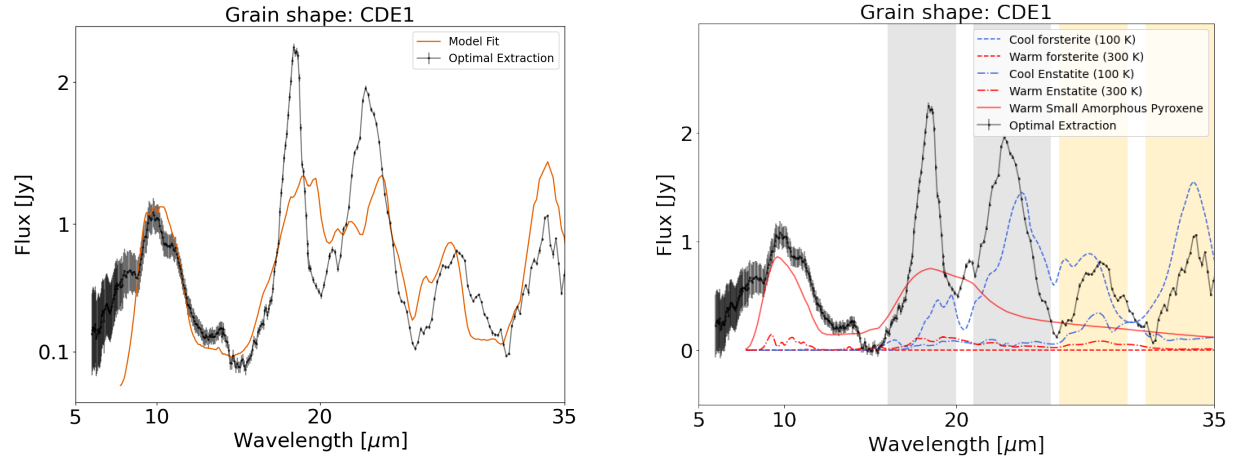 Grain shape: CDE1
Model Fit
Optimal Extraction
2
1
0.1
Flux [Jy]
5
10
20
35
Wavelength [μm]
Grain shape: CDE1
Cool forsterite (100 K)
Warm forsterite (300 K)
Cool Enstatite (100 K)
Warm Enstatite (300 K)
Warm Small Amorphous Pyroxene
Optimal Extraction
2
1
0
Flux [Jy]
5
10
20
35
Wavelength [μm]